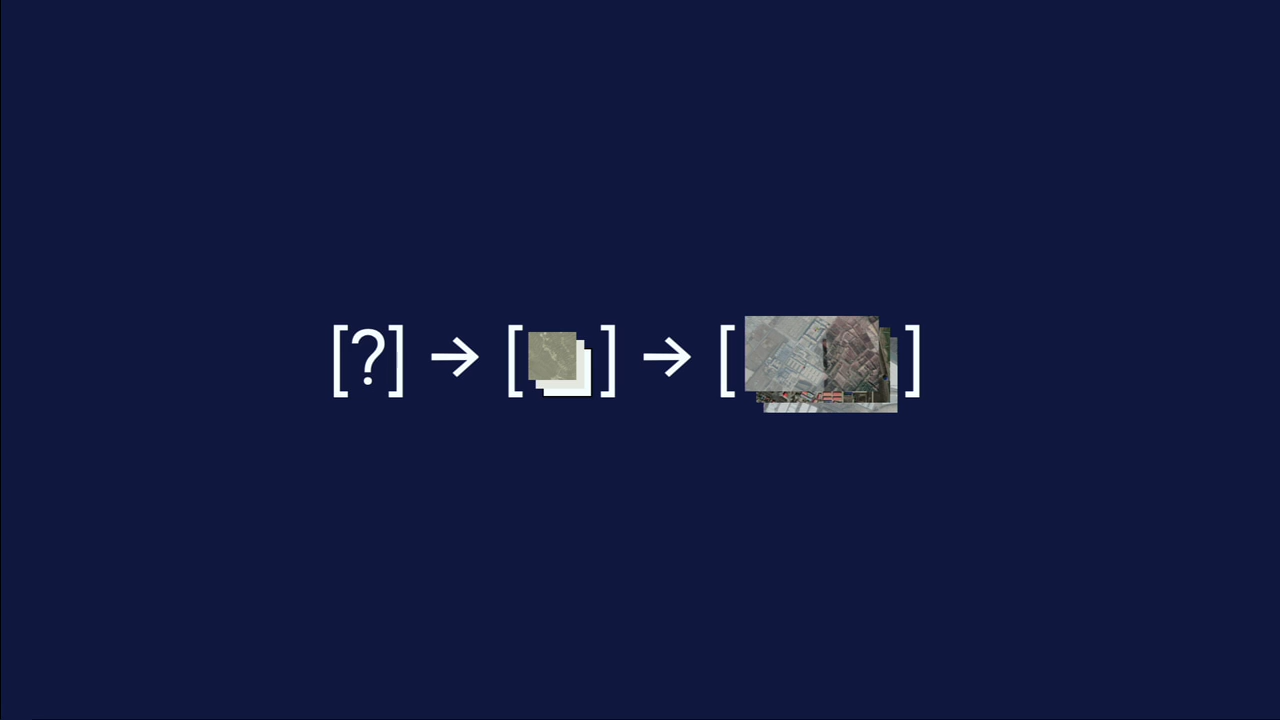 [?] → [ ] → [ ]